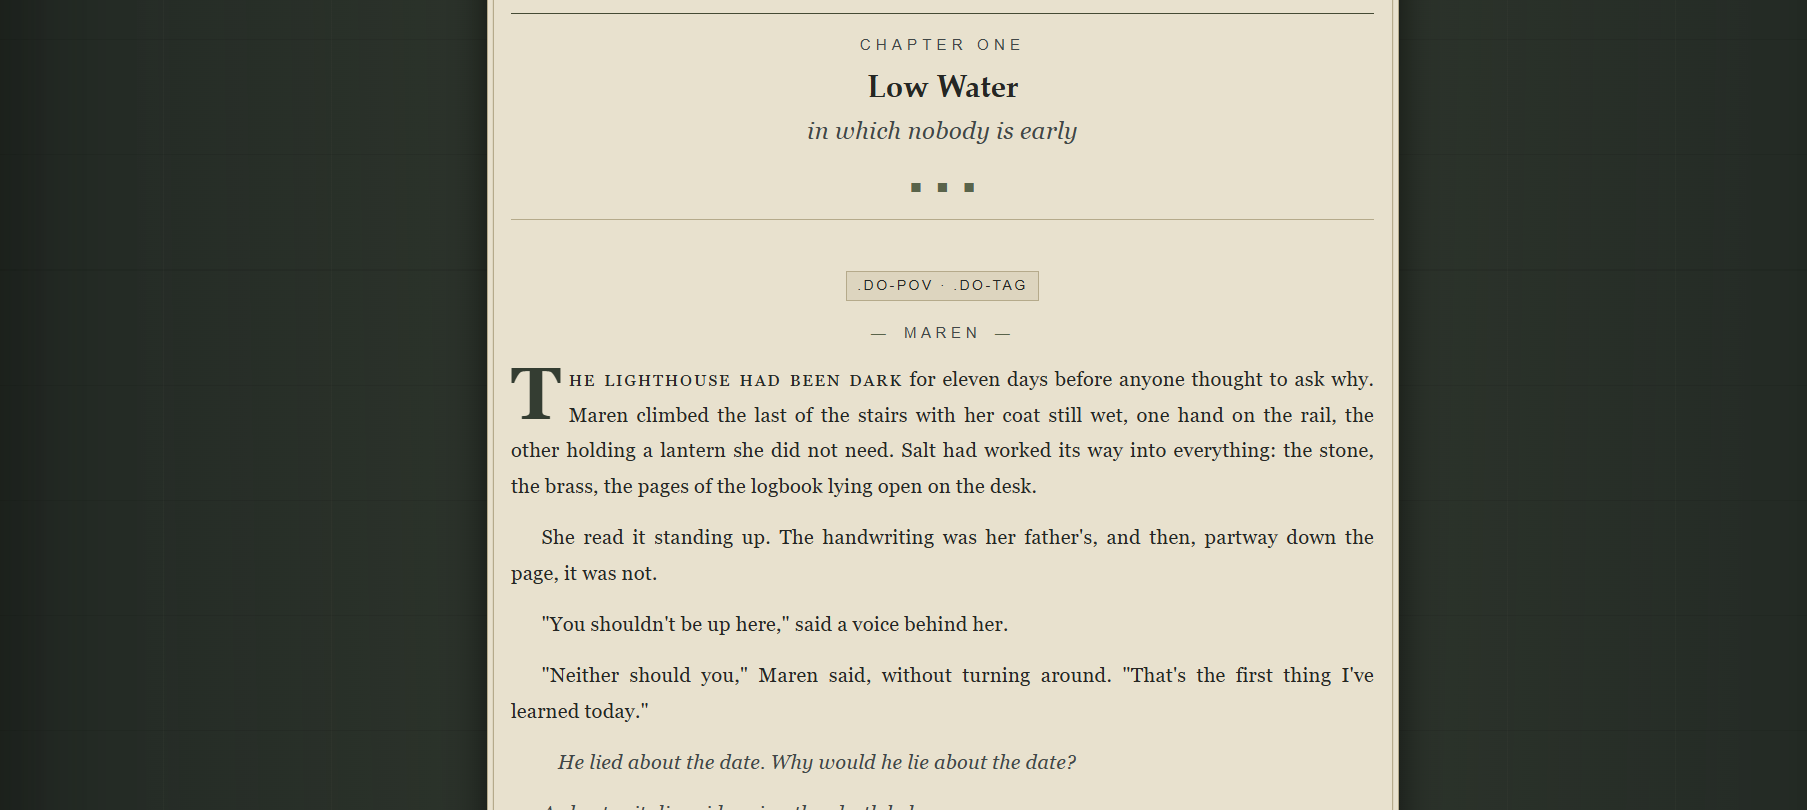 CHAPTER ONE
Low Water
in which nobody is early
.DO-POV · .DO-TAG
— MAREN —
THE LIGHTHOUSE HAD BEEN DARK for eleven days before anyone thought to ask why.
Maren climbed the last of the stairs with her coat still wet, one hand on the rail, the
other holding a lantern she did not need. Salt had worked its way into everything: the stone,
the brass, the pages of the logbook lying open on the desk.
She read it standing up. The handwriting was her father's, and then, partway down the
page, it was not.
"You shouldn't be up here," said a voice behind her.
"Neither should you," Maren said, without turning around. "That's the first thing I've
learned today."
He lied about the date. Why would he lie about the date?